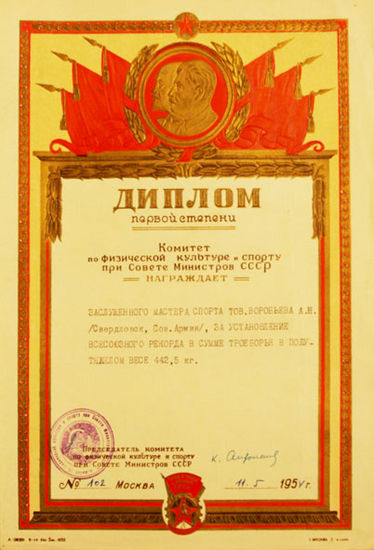 ДИПЛОМ
первой степени
Комитет
по физической культуре и спорту
при Совете Министров СССР
НАГРАЖДАЕТ
ЗАСЛУЖЕННОГО МАСТЕРА СПОРТА ТОВ. ВОРОБЬЕВА А.Н.
/Свердловск, Сов.Армия/, ЗА УСТАНОВЛЕНИЕ
ВСЕСОЮЗНОГО РЕКОРДА В СУММЕ ТРОЕБОРЬЯ В ПОЛУ-
ТЯЖЕЛОМ ВЕСЕ 442,5 кг.
Председатель комитета
по физической культуре и спорту
при Совете Министров СССР
№ 102 Москва 11.5 1954 г.